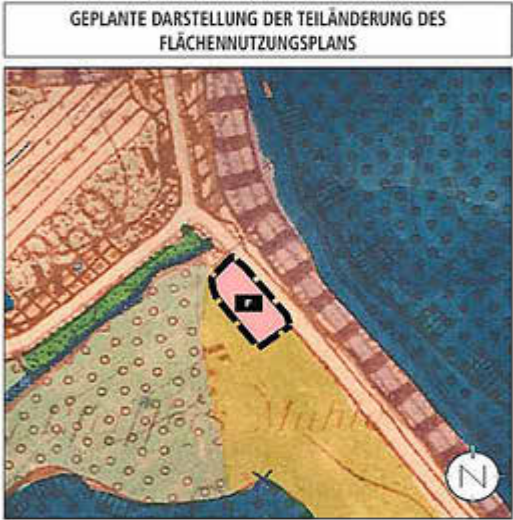 GEPLANTE DARSTELLUNG DER TEILÄNDERUNG DES
FLÄCHENNUTZUNGSPLANS
F
N